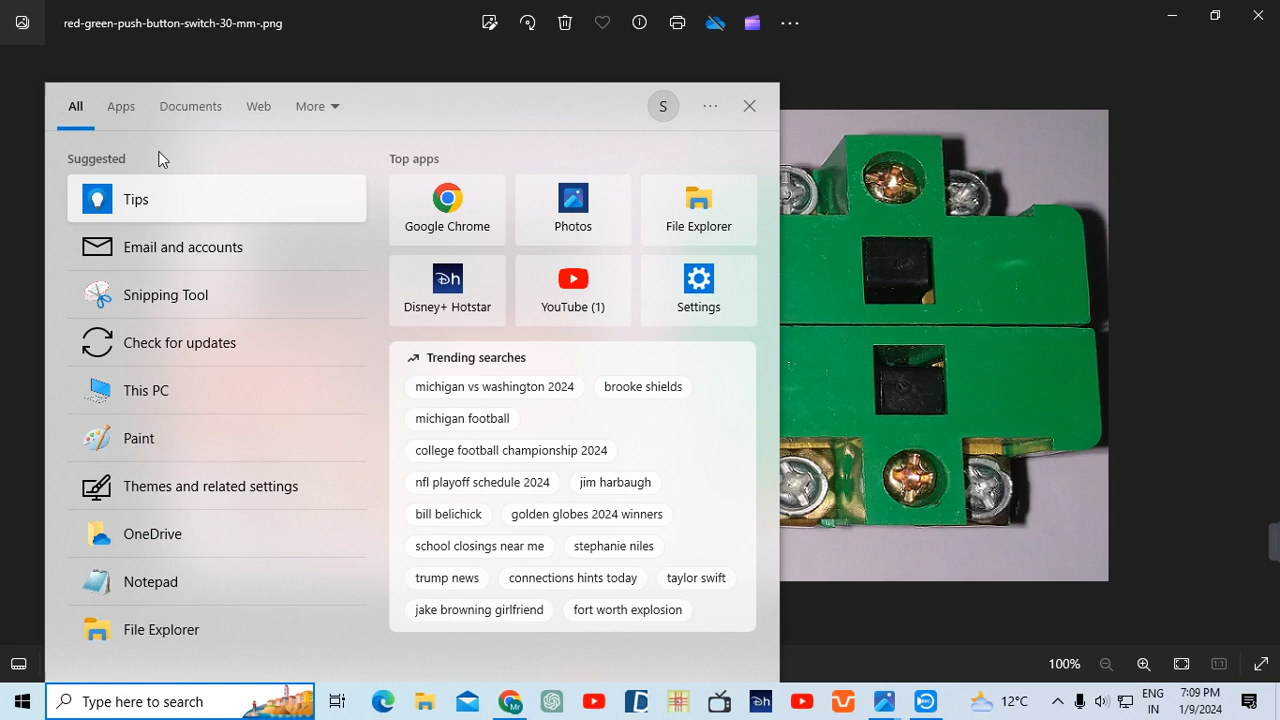 red-green-push-button-switch-30-mm-.png
All Apps Documents Web More S
Suggested
Tips
Email and accounts
Snipping Tool
Check for updates
This PC
Paint
Themes and related settings
OneDrive
Notepad
File Explorer
Top apps
Google Chrome Photos File Explorer
Dh
Disney+ Hotstar YouTube (1) Settings
Trending searches
michigan vs washington 2024 brooke shields
michigan football
college football championship 2024
nfl playoff schedule 2024 jim harbaugh
bill belichick golden globes 2024 winners
school closings near me stephanie niles
trump news connections hints today taylor swift
jake browning girlfriend fort worth explosion
100%
Type here to search
12°C
ENG
IN
7:09 PM
1/9/2024